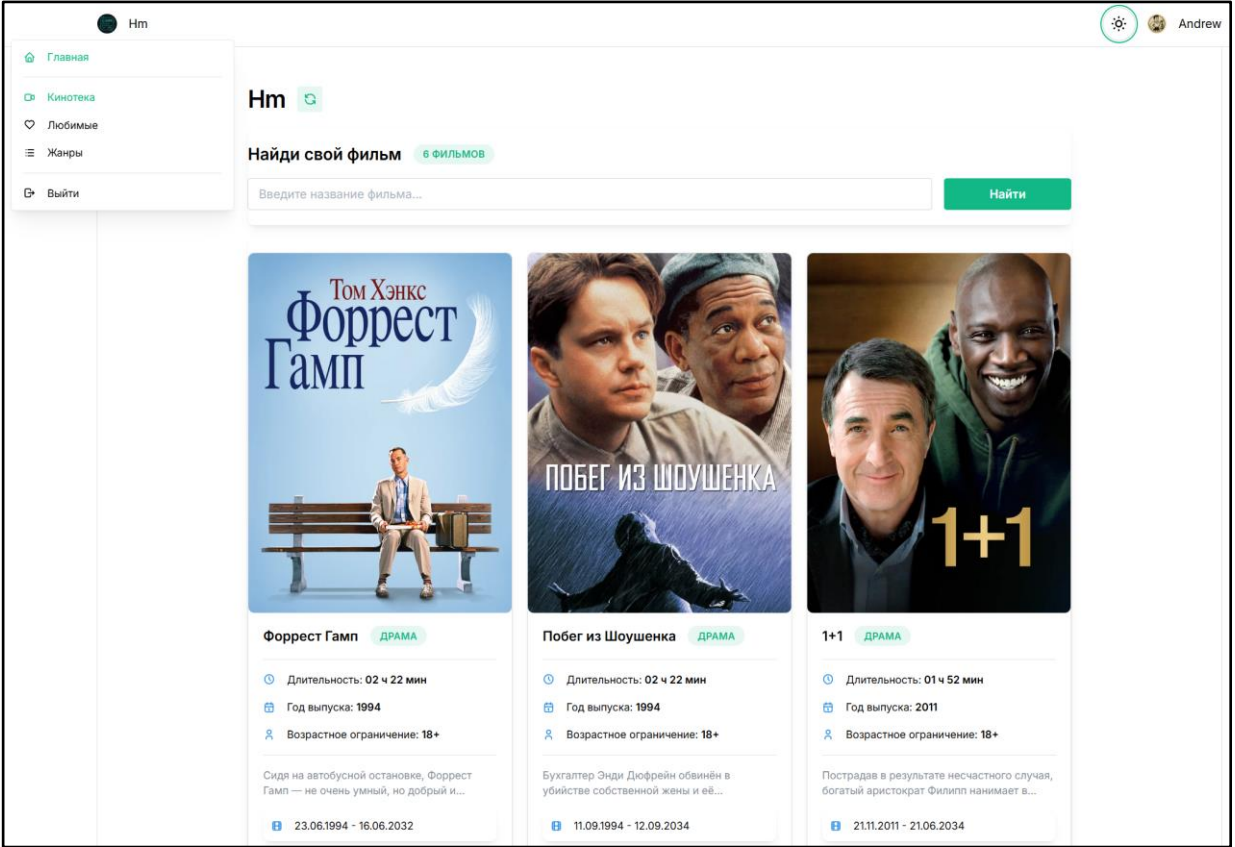 Hm
Andrew
Главная
Кинотека
Любимые
Жанры
Выйти
Hm
Найди свой фильм 6 ФИЛЬМОВ
Введите название фильма...
Найти
Том Хэнкс
Форрест
Гамп
ПОБЕГ ИЗ ШОУШЕНКА
1+1
Форрест Гамп ДРАМА
Длительность: 02 ч 22 мин
Год выпуска: 1994
Возрастное ограничение: 18+
Сидя на автобусной остановке, Форрест
Гамп — не очень умный, но добрый и...
23.06.1994 - 16.06.2032
Побег из Шоушенка ДРАМА
Длительность: 02 ч 22 мин
Год выпуска: 1994
Возрастное ограничение: 18+
Бухгалтер Энди Дюфрейн обвинён в
убийстве собственной жены и её...
11.09.1994 - 12.09.2034
1+1 ДРАМА
Длительность: 01 ч 52 мин
Год выпуска: 2011
Возрастное ограничение: 18+
Пострадав в результате несчастного случая,
богатый аристократ Филипп нанимает в...
21.11.2011 - 21.06.2034